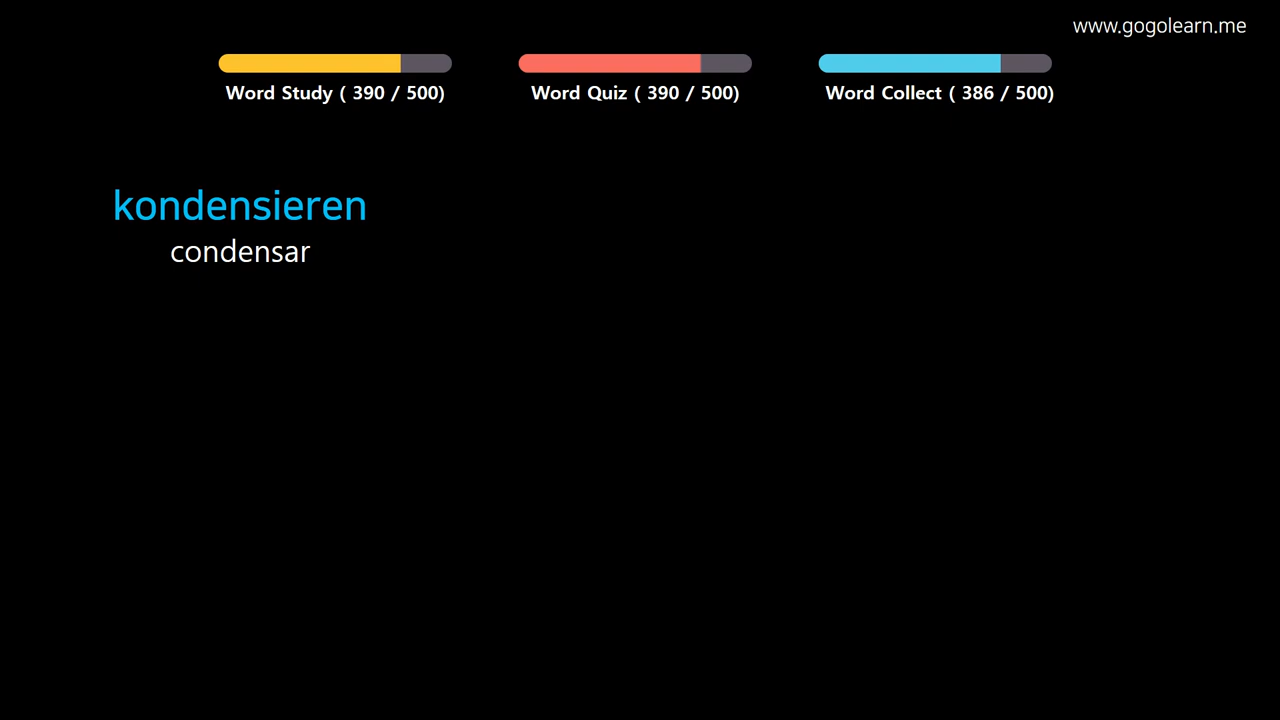 www.gogolearn.me
Word Study ( 390 / 500)
Word Quiz ( 390 / 500)
Word Collect ( 386 / 500)
kondensieren
condensar